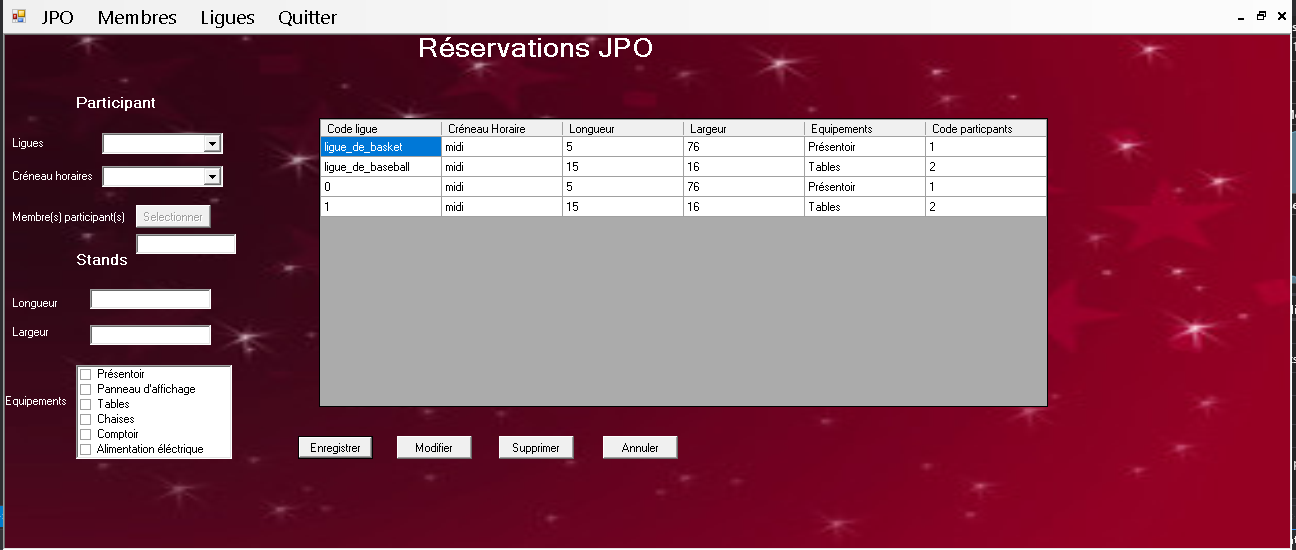 JPO Membres Ligues Quitter
Réservations JPO
Participant
Ligues
Créneau horaires
Membre(s) participant(s) Selectionner
Stands
Longueur
Largeur
Equipements
Présentoir
Panneau d'affichage
Tables
Chaises
Comptoir
Alimentation éléctrique
Code ligue Créneau Horaire Longueur Largeur Equipements Code particpants
ligue_de_basket midi 5 76 Présentoir 1
ligue_de_baseball midi 15 16 Tables 2
0 midi 5 76 Présentoir 1
1 midi 15 16 Tables 2
Enregistrer Modifier Supprimer Annuler